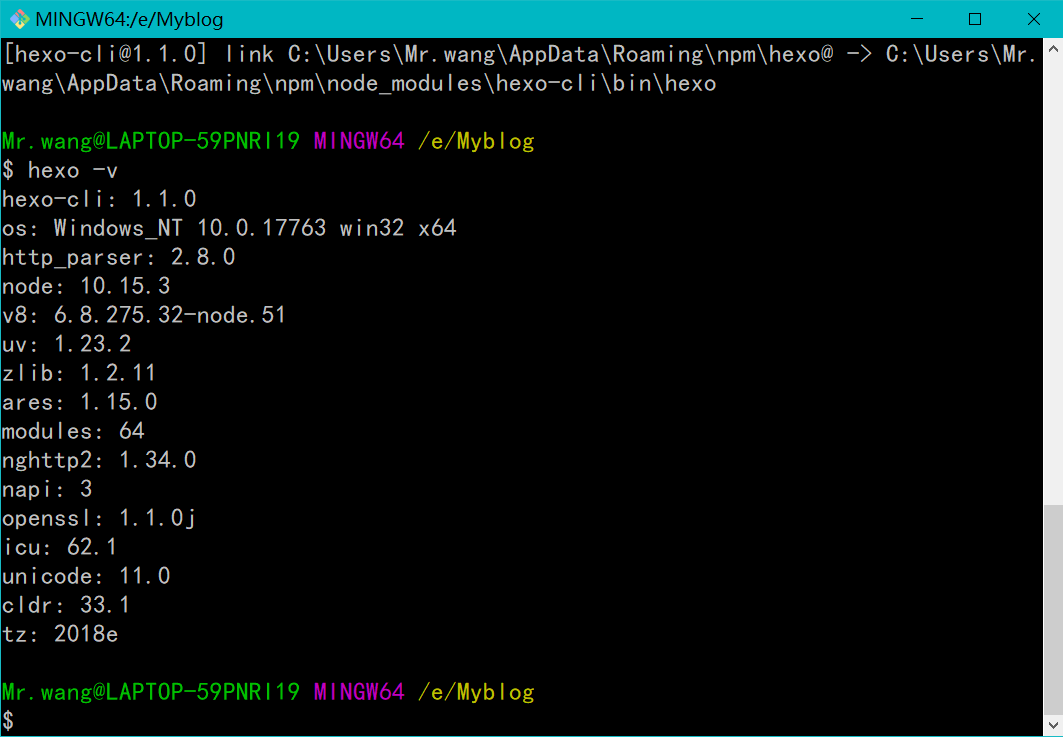 MINGW64:/e/Myblog
[hexo-cli@1.1.0] link C:\Users\Mr.wang\AppData\Roaming\npm\hexo@ -> C:\Users\Mr.
wang\AppData\Roaming\npm\node_modules\hexo-cli\bin\hexo
Mr.wang@LAPTOP-59PNRI19 MINGW64 /e/Myblog
$ hexo -v
hexo-cli: 1.1.0
os: Windows_NT 10.0.17763 win32 x64
http_parser: 2.8.0
node: 10.15.3
v8: 6.8.275.32-node.51
uv: 1.23.2
zlib: 1.2.11
ares: 1.15.0
modules: 64
nghttp2: 1.34.0
napi: 3
openssl: 1.1.0j
icu: 62.1
unicode: 11.0
cldr: 33.1
tz: 2018e
Mr.wang@LAPTOP-59PNRI19 MINGW64 /e/Myblog
$